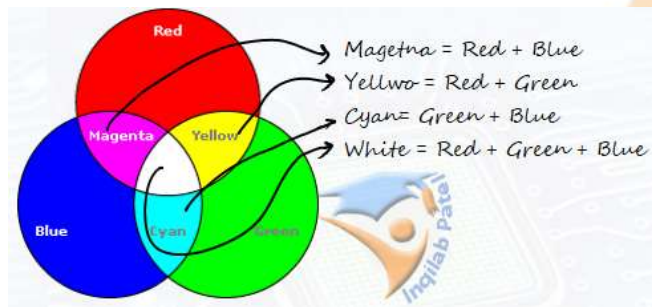 Red
Magetna = Red + Blue
Yellwo = Red + Green
Cyan= Green + Blue
White = Red + Green + Blue
Magenta
Yellow
Blue
Cyan
Green
Inqilab Patel